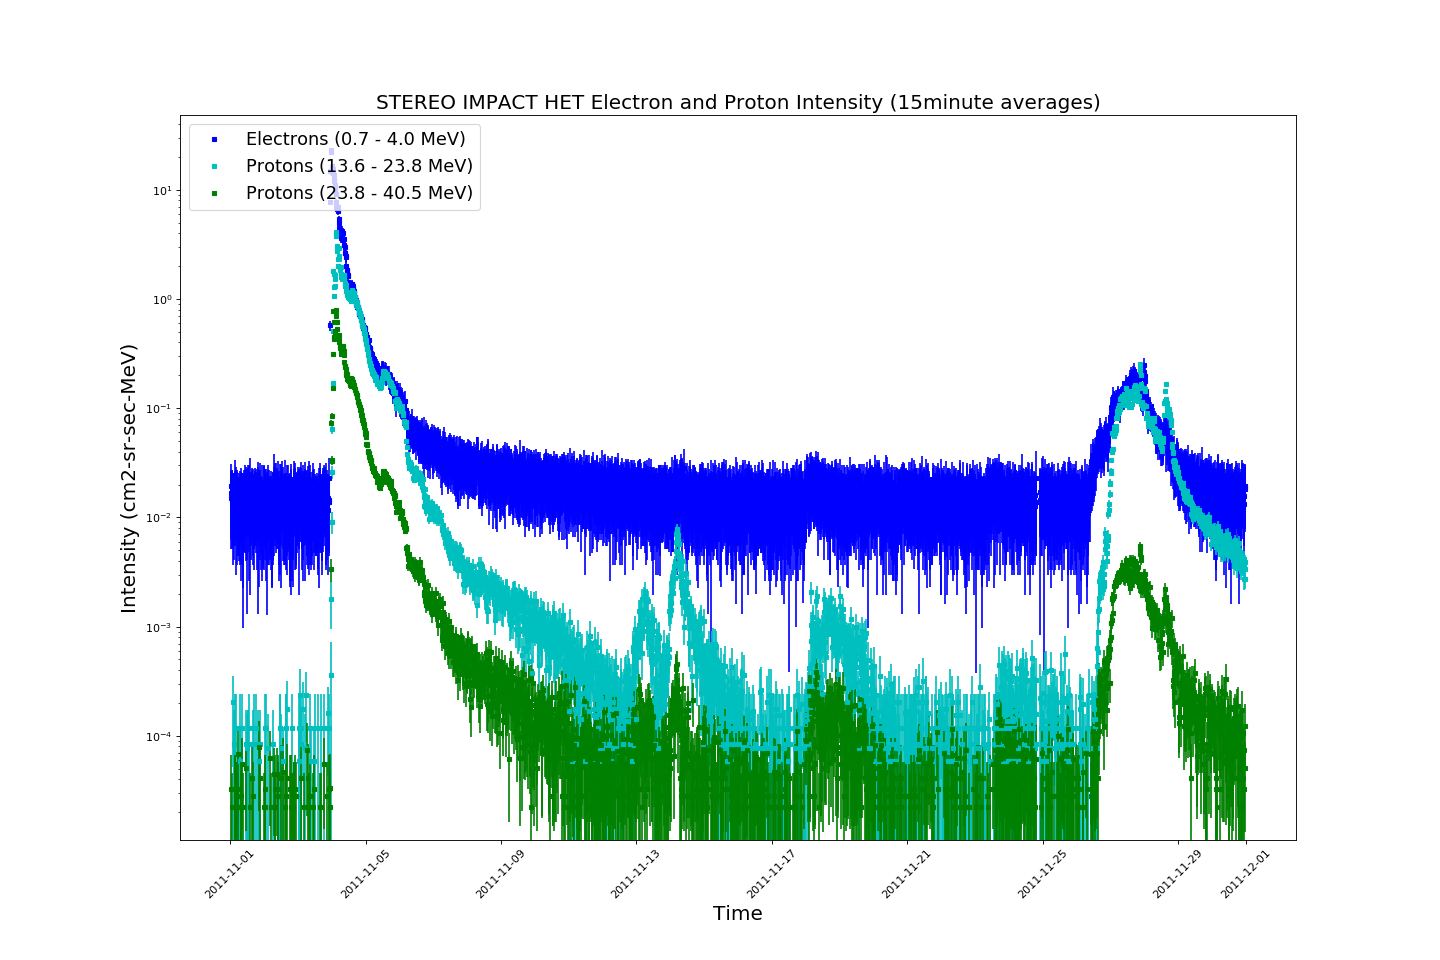 STEREO IMPACT HET Electron and Proton Intensity (15minute averages)
Electrons (0.7 - 4.0 MeV)
Protons (13.6 - 23.8 MeV)
Protons (23.8 - 40.5 MeV)
Intensity (cm2-sr-sec-MeV)
10¹
10⁰
10⁻¹
10⁻²
10⁻³
10⁻⁴
2011-11-01
2011-11-05
2011-11-09
2011-11-13
2011-11-17
2011-11-21
2011-11-25
2011-11-29
2011-12-01
Time